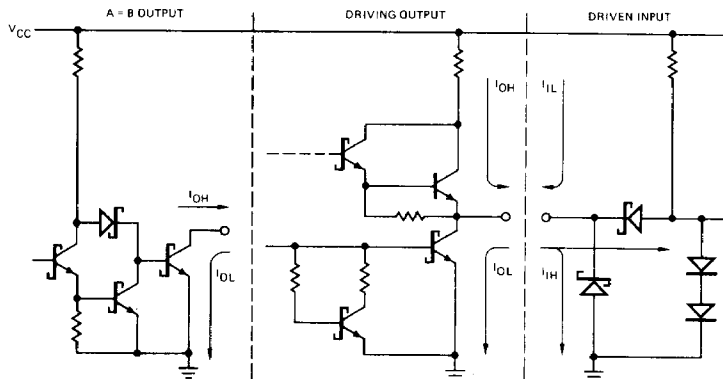 A = B OUTPUT
DRIVING OUTPUT
DRIVEN INPUT
VCC
IOH
IIL
IOH
IOL
IOL
IIH